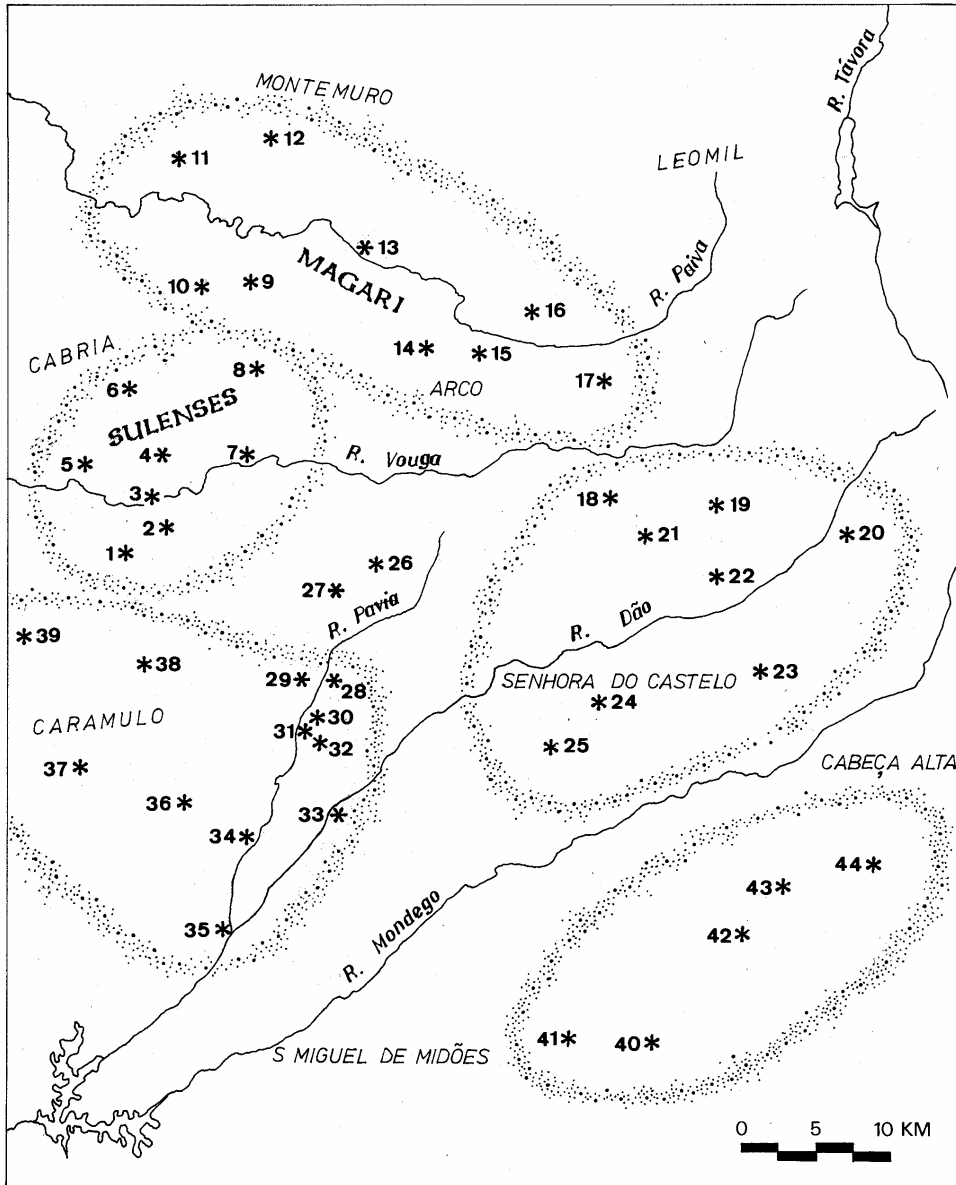 MONTEMURO
R. Távora
12
11
LEOMIL
13
MAGARI
R. Paiva
10
9
16
14
15
CABRIA
8
ARCO
17
6
SULENSES
4
7
R. Vouga
5
3
18
19
2
21
20
1
26
22
27
R. Pavia
R. Dão
39
38
29
28
SENHORA DO CASTELO
23
24
30
CARAMULO
31
32
25
37
CABEÇA ALTA
36
33
34
44
43
35
42
R. Mondego
41
40
S MIGUEL DE MIDÕES
0 5 10 KM